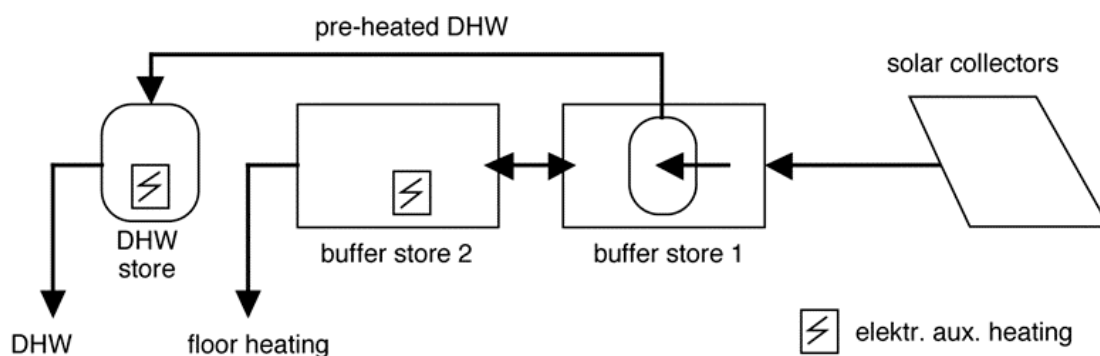 pre-heated DHW
solar collectors
DHW
store
buffer store 2
buffer store 1
DHW
floor heating
elektr. aux. heating